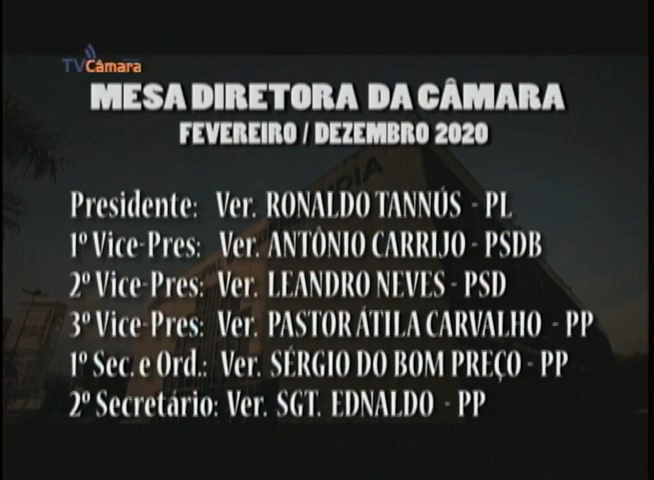 TVCâmara
MESA DIRETORA DA CÂMARA
FEVEREIRO / DEZEMBRO 2020
Presidente: Ver. RONALDO TANNÚS - PL
1º Vice-Pres: Ver. ANTÔNIO CARRIJO - PSDB
2º Vice-Pres: Ver. LEANDRO NEVES - PSD
3º Vice-Pres: Ver. PASTOR ÁTILA CARVALHO - PP
1º Sec. e Ord.: Ver. SÉRGIO DO BOM PREÇO - PP
2º Secretário: Ver. SGT. EDNALDO - PP